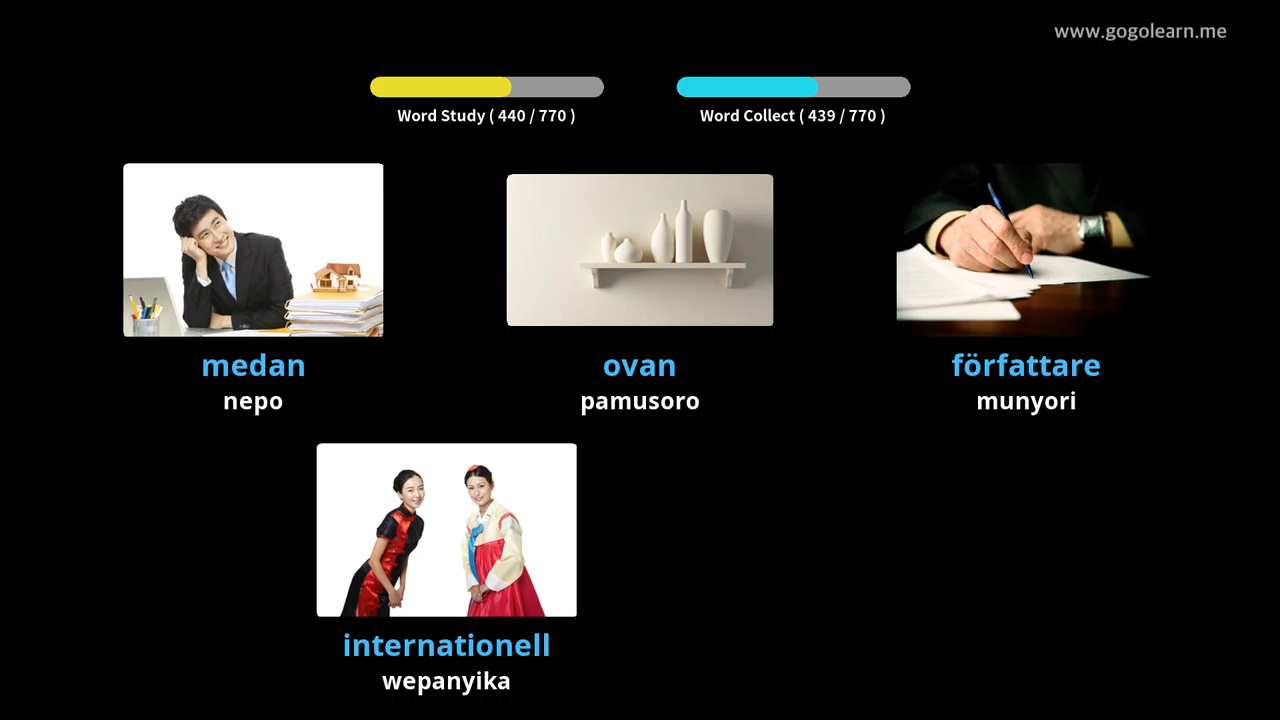 www.gogolearn.me
Word Study ( 440 / 770 )
Word Collect ( 439 / 770 )
medan
nepo
ovan
pamusoro
författare
munyori
internationell
wepanyika